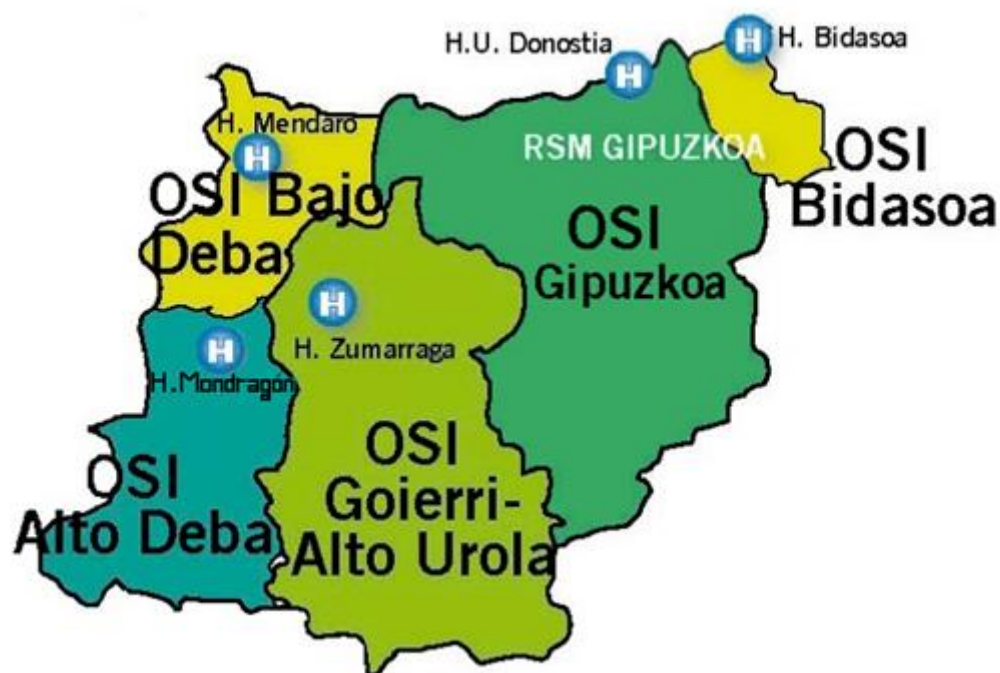 H.U. Donostia
H
H
H. Bidasoa
H. Mendaro
H
RSM GIPUZKOA
OSI
Bidasoa
OSI Bajo
Deba
OSI
Gipuzkoa
H
H. Zumarraga
H
H.Mondragón
OSI
Goierri-
Alto Urola
OSI
Alto Deba